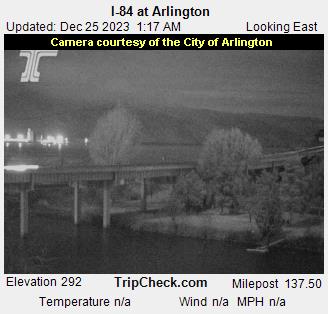 I-84 at Arlington
Updated: Dec 25 2023 1:17 AM Looking East
Camera courtesy of the City of Arlington
Elevation 292 TripCheck.com Milepost 137.50
Temperature n/a Wind n/a MPH n/a